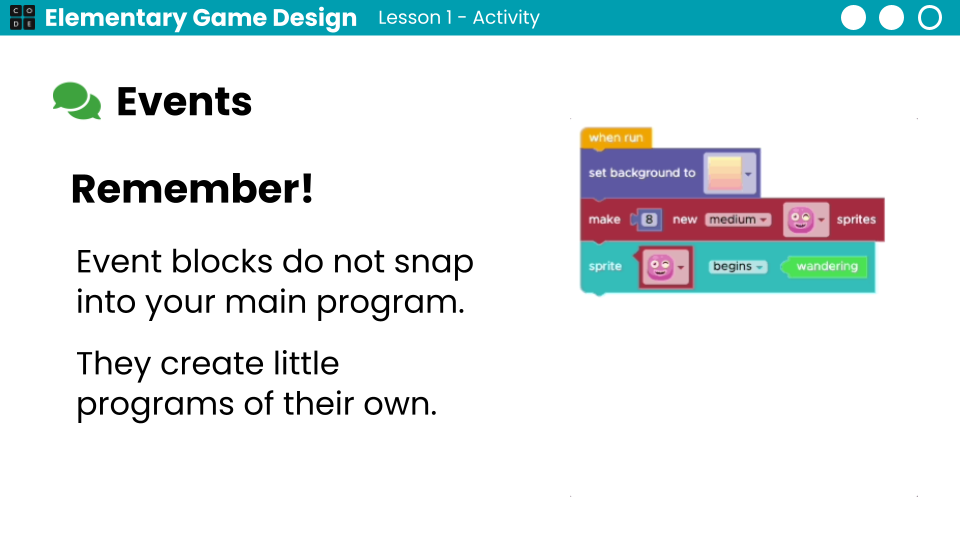 CODE Elementary Game Design Lesson 1 - Activity
Events
Remember!
Event blocks do not snap
into your main program.
They create little
programs of their own.
when run
set background to
make 8 new medium sprites
sprite begins wandering